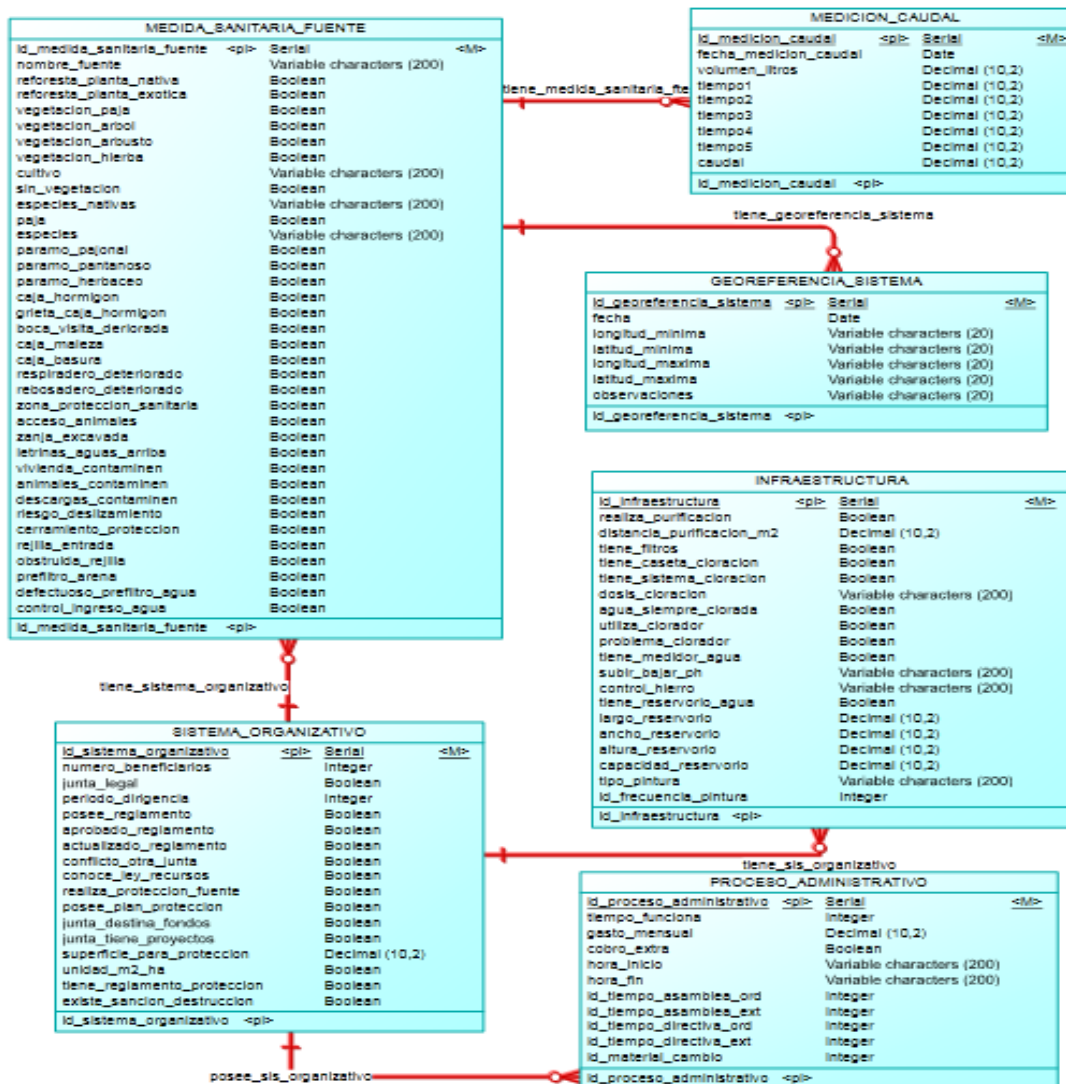 MEDIDA_SANITARIA_FUENTE
id_medida_sanitaria_fuente <pi> Serial <M>
nombre_fuente Variable characters (200)
reforesta_planta_nativa Boolean
reforesta_planta_exotica Boolean
vegetacion_paja Boolean
vegetacion_arbol Boolean
vegetacion_arbusto Boolean
vegetacion_hierba Boolean
cultivo Variable characters (200)
sin_vegetacion Boolean
especies_nativas Variable characters (200)
paja Boolean
especies Variable characters (200)
paramo_pajonal Boolean
paramo_pantanoso Boolean
paramo_herbaceo Boolean
caja_hormigon Boolean
grieta_caja_hormigon Boolean
boca_visita_deriorada Boolean
caja_maleza Boolean
caja_basura Boolean
respiradero_deteriorado Boolean
rebosadero_deteriorado Boolean
zona_proteccion_sanitaria Boolean
acceso_animales Boolean
zanja_excavada Boolean
letrinas_aguas_arriba Boolean
vivienda_contaminen Boolean
animales_contaminen Boolean
descargas_contaminen Boolean
riesgo_deslizamiento Boolean
cerramiento_proteccion Boolean
rejilla_entrada Boolean
obstruida_rejilla Boolean
prefiltro_arena Boolean
defectuoso_prefiltro_agua Boolean
control_ingreso_agua Boolean
id_medida_sanitaria_fuente <pi>
tiene_medida_sanitaria_fte
MEDICION_CAUDAL
id_medicion_caudal <pi> Serial <M>
fecha_medicion_caudal Date
volumen_litros Decimal (10,2)
tiempo1 Decimal (10,2)
tiempo2 Decimal (10,2)
tiempo3 Decimal (10,2)
tiempo4 Decimal (10,2)
tiempo5 Decimal (10,2)
caudal Decimal (10,2)
id_medicion_caudal <pi>
tiene_georeferencia_sistema
GEOREFERENCIA_SISTEMA
id_georeferencia_sistema <pi> Serial <M>
fecha Date
longitud_minima Variable characters (20)
latitud_minima Variable characters (20)
longitud_maxima Variable characters (20)
latitud_maxima Variable characters (20)
observaciones Variable characters (20)
id_georeferencia_sistema <pi>
INFRAESTRUCTURA
id_infraestructura <pi> Serial <M>
realiza_purificacion Boolean
distancia_purificacion_m2 Decimal (10,2)
tiene_filtros Boolean
tiene_caseta_cloracion Boolean
tiene_sistema_cloracion Boolean
dosis_cloracion Variable characters (200)
agua_siempre_clorada Boolean
utiliza_clorador Boolean
problema_clorador Boolean
tiene_medidor_agua Boolean
subir_bajar_ph Variable characters (200)
control_hierro Variable characters (200)
tiene_reservorio_agua Boolean
largo_reservorio Decimal (10,2)
ancho_reservorio Decimal (10,2)
altura_reservorio Decimal (10,2)
capacidad_reservorio Decimal (10,2)
tipo_pintura Variable characters (200)
id_frecuencia_pintura Integer
id_infraestructura <pi>
tiene_sistema_organizativo
SISTEMA_ORGANIZATIVO
id_sistema_organizativo <pi> Serial <M>
numero_beneficiarios Integer
junta_legal Boolean
periodo_dirigencia Integer
posee_reglamento Boolean
aprobado_reglamento Boolean
actualizado_reglamento Boolean
conflicto_otra_junta Boolean
conoce_ley_recursos Boolean
realiza_proteccion_fuente Boolean
posee_plan_proteccion Boolean
junta_destina_fondos Boolean
junta_tiene_proyectos Boolean
superficie_para_proteccion Decimal (10,2)
unidad_m2_ha Boolean
tiene_reglamento_proteccion Boolean
existe_sancion_destruccion Boolean
id_sistema_organizativo <pi>
tiene_sis_organizativo
PROCESO_ADMINISTRATIVO
id_proceso_administrativo <pi> Serial <M>
tiempo_funciona Integer
gasto_mensual Decimal (10,2)
cobro_extra Boolean
hora_inicio Variable characters (200)
hora_fin Variable characters (200)
id_tiempo_asamblea_ord Integer
id_tiempo_asamblea_ext Integer
id_tiempo_directiva_ord Integer
id_tiempo_directiva_ext Integer
id_material_cambio Integer
id_proceso_administrativo <pi>
posee_sis_organizativo